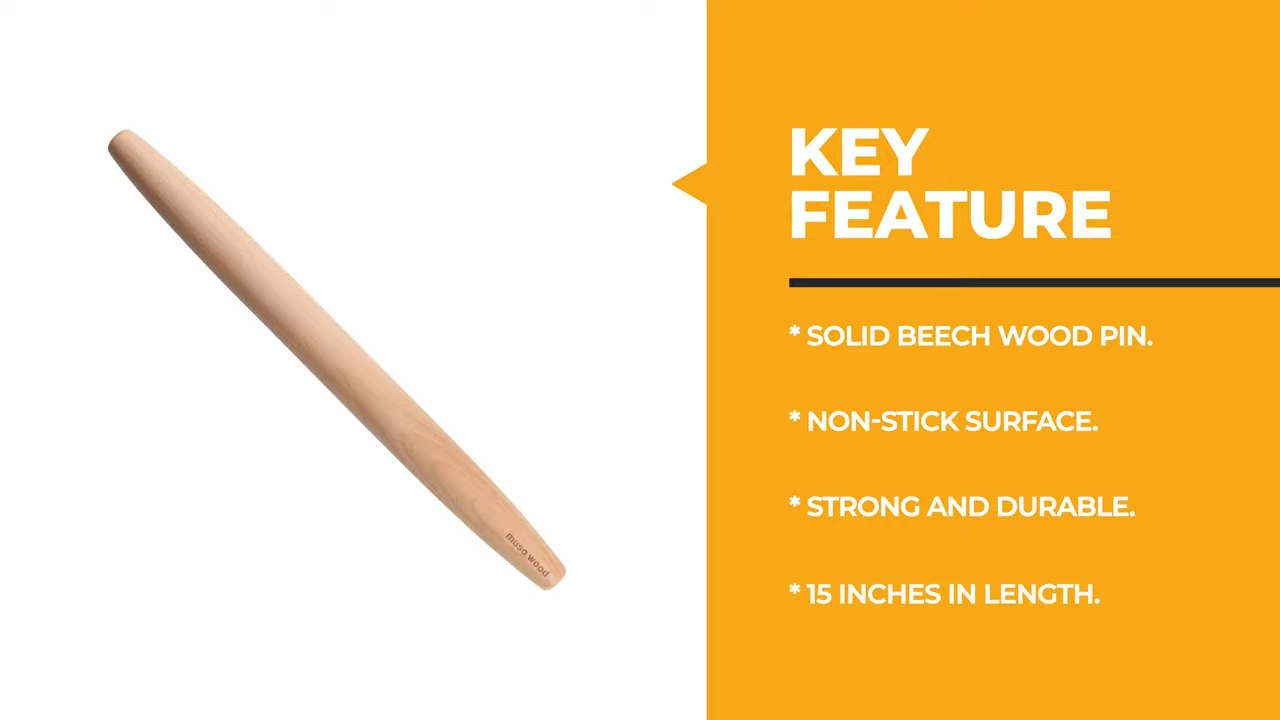 KEY
FEATURE
* SOLID BEECH WOOD PIN.
* NON-STICK SURFACE.
* STRONG AND DURABLE.
* 15 INCHES IN LENGTH.
muso wood